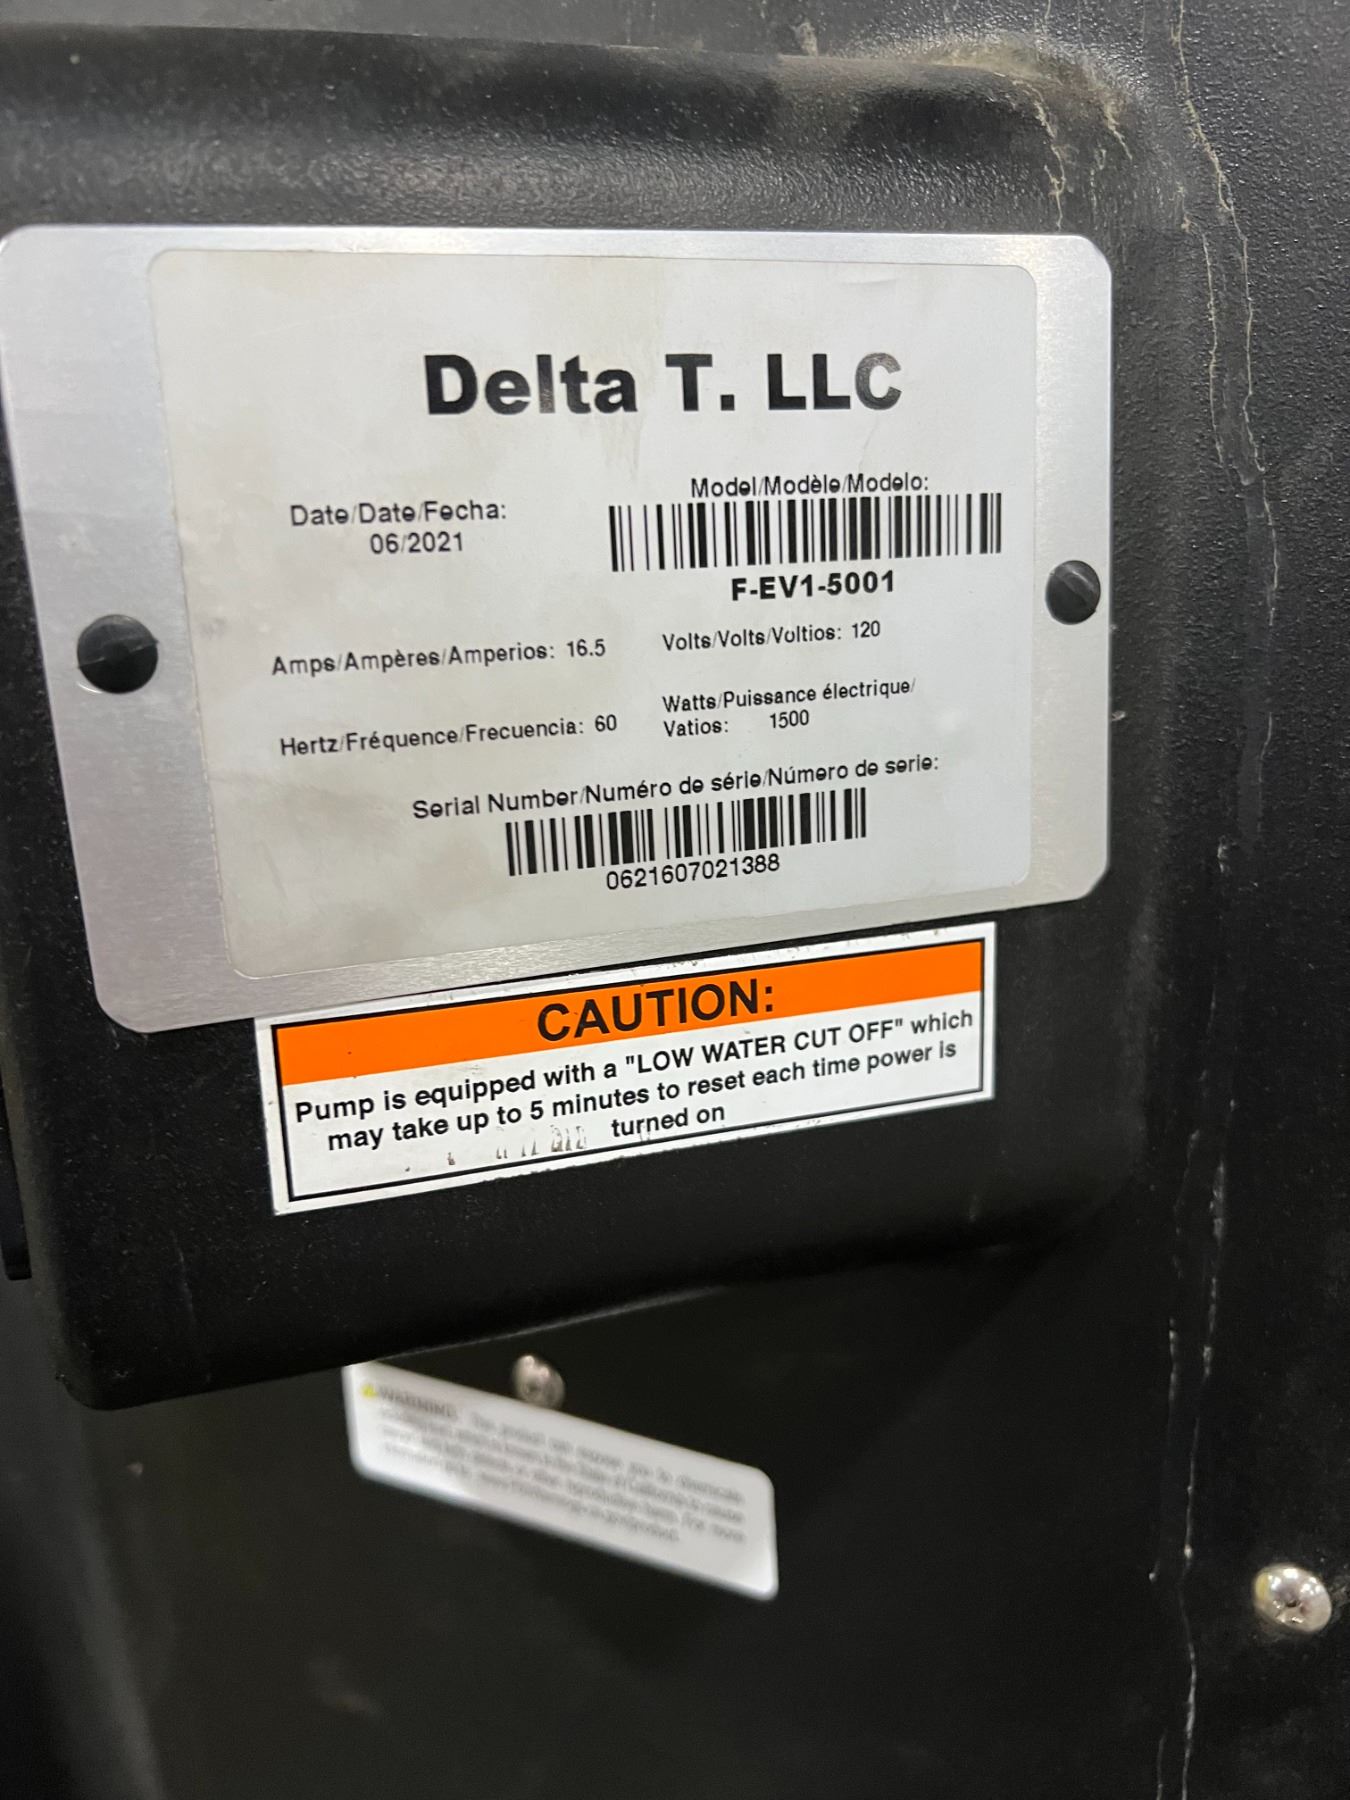 Delta T. LLC
Date/Date/Fecha:
06/2021
Model/Modèle/Modelo:
F-EV1-5001
Amps/Ampères/Amperios: 16.5
Volts/Volts/Voltios: 120
Hertz/Fréquence/Frecuencia: 60
Watts/Puissance électrique/
Vatios: 1500
Serial Number/Numéro de série/Número de serie:
0621607021388
CAUTION:
Pump is equipped with a "LOW WATER CUT OFF" which
may take up to 5 minutes to reset each time power is
turned on
WARNING: